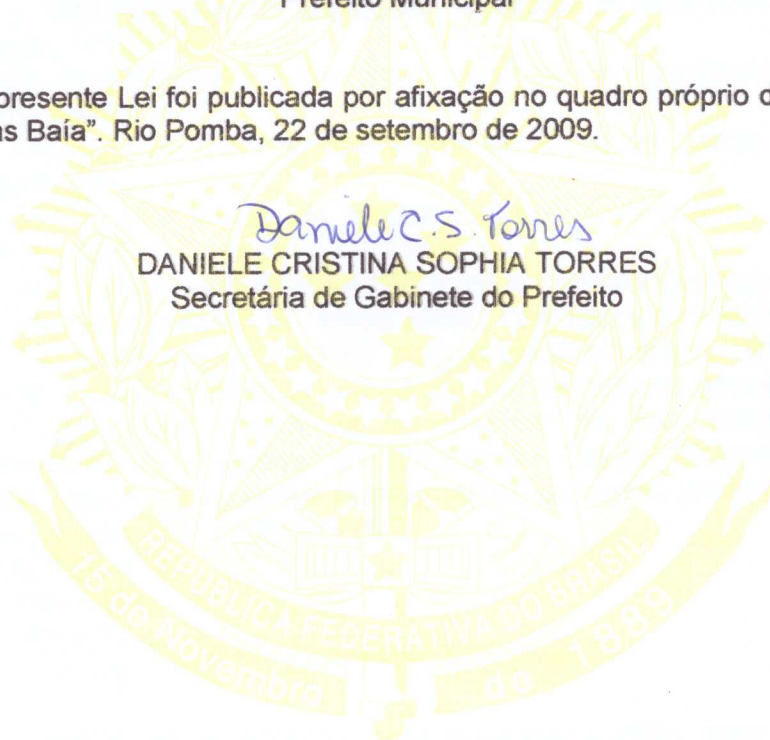 Prefeito Municipal
presente Lei foi publicada por afixação no quadro próprio d
as Baía”. Rio Pomba, 22 de setembro de 2009.
Daniele C. S. Torres
DANIELE CRISTINA SOPHIA TORRES
Secretária de Gabinete do Prefeito
REPUBLICA FEDERATIVA DO BRASIL
15 de Novembro de 1889